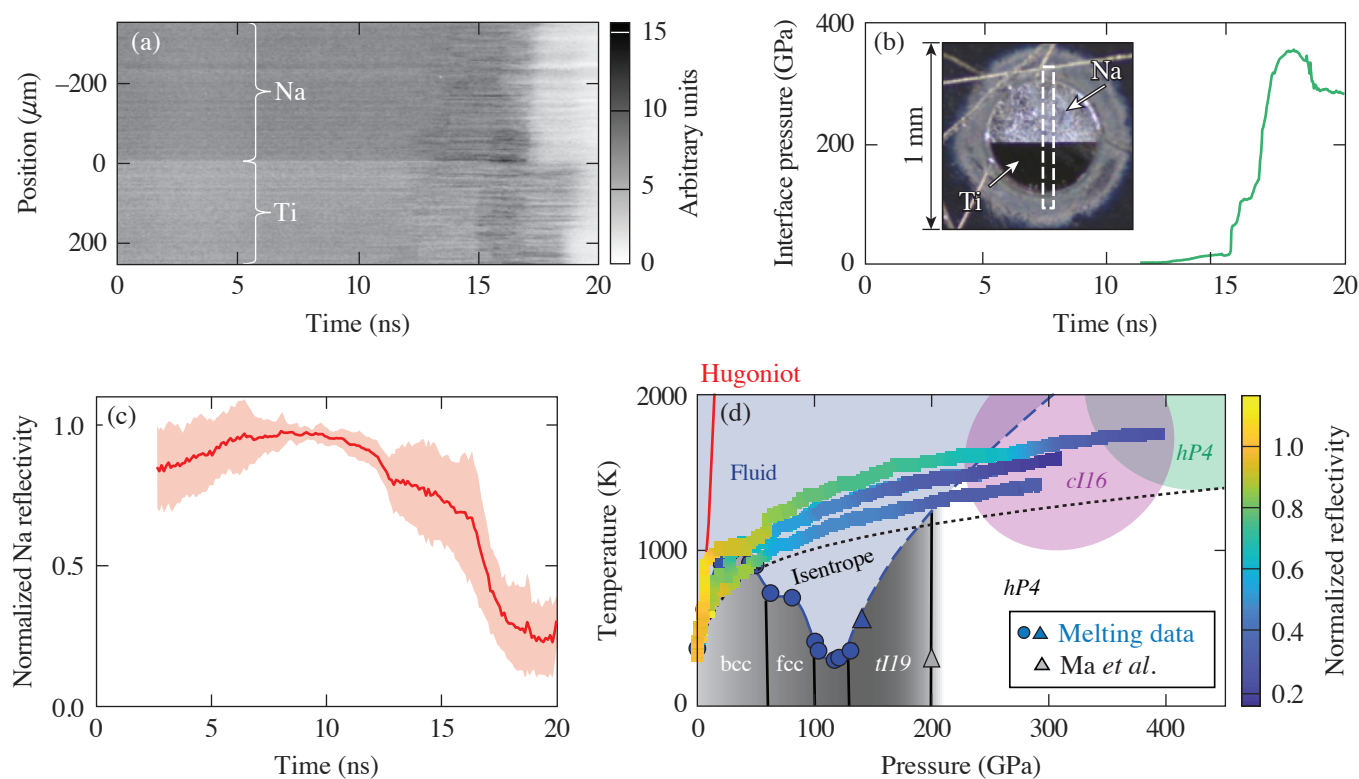 (a)
Na
Ti
−200
0
200
Position (μm)
0
5
10
15
20
Time (ns)
15
10
5
0
Arbitrary units
(b)
Na
Ti
1 mm
400
200
0
Interface pressure (GPa)
0
5
10
15
20
Time (ns)
(c)
1.0
0.5
0.0
Normalized Na reflectivity
0
5
10
15
20
Time (ns)
Hugoniot
(d)
Fluid
hP4
cI16
Isentrope
hP4
bcc
fcc
tI19
Melting data
Ma et al.
2000
1000
0
Temperature (K)
0
100
200
300
400
Pressure (GPa)
1.0
0.8
0.6
0.4
0.2
Normalized reflectivity